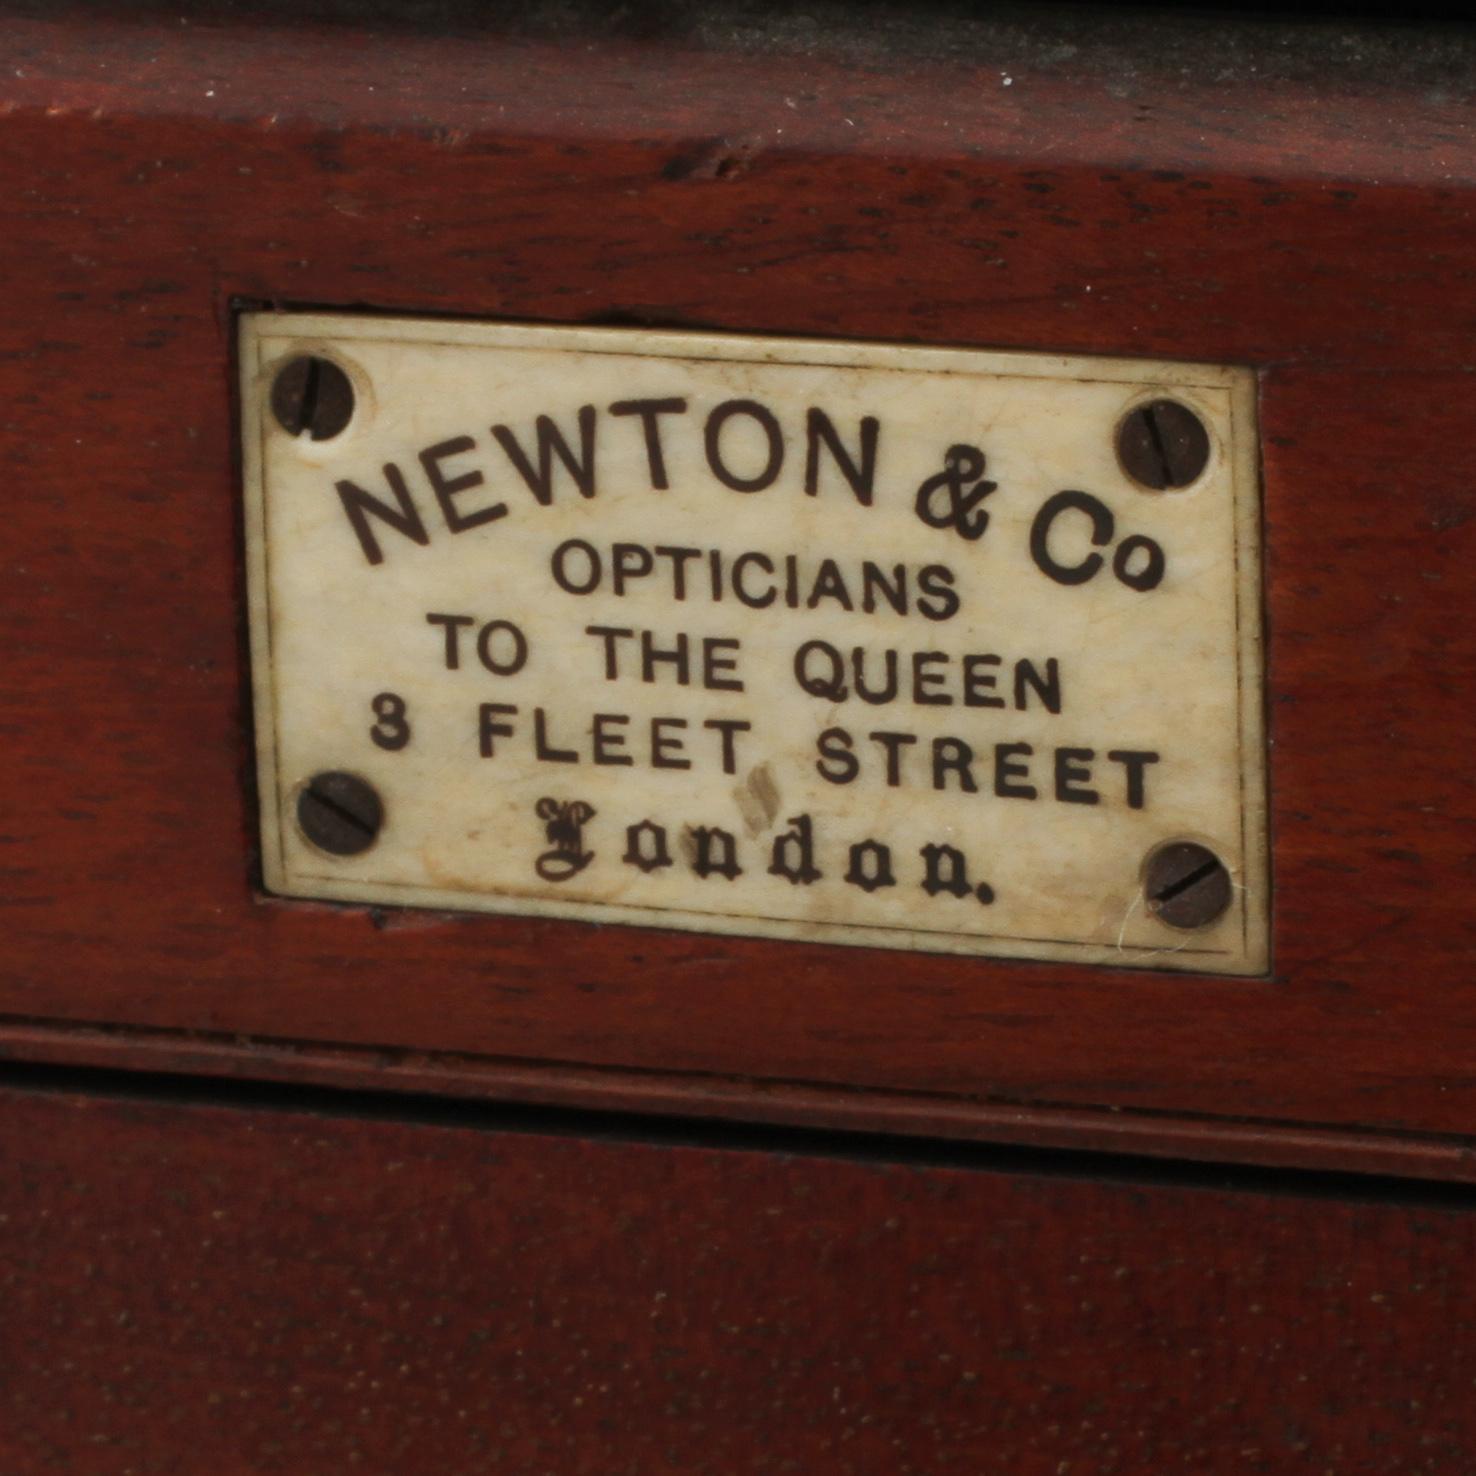 NEWTON & Co
OPTICIANS
TO THE QUEEN
3 FLEET STREET
London.